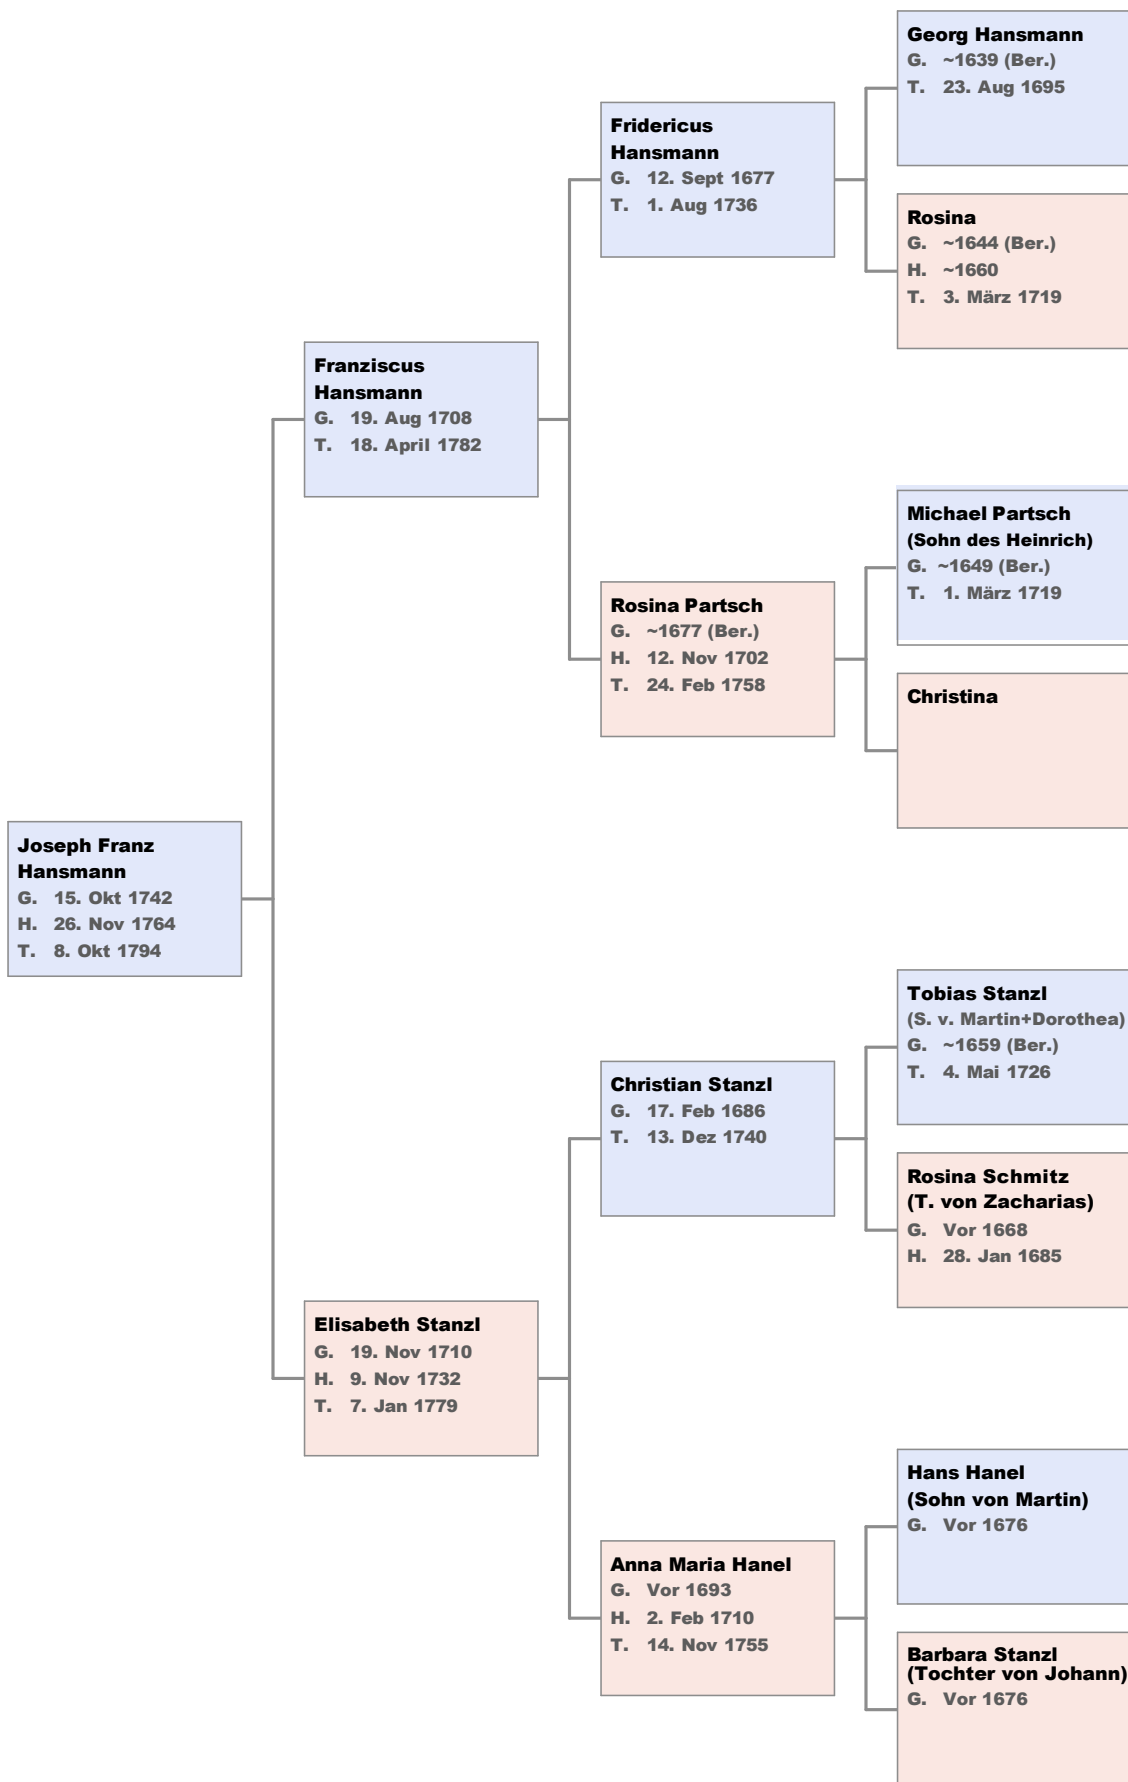 Georg Hansmann
G. ~1639 (Ber.)
T. 23. Aug 1695
Fridericus
Hansmann
G. 12. Sept 1677
T. 1. Aug 1736
Rosina
G. ~1644 (Ber.)
H. ~1660
T. 3. März 1719
Franziscus
Hansmann
G. 19. Aug 1708
T. 18. April 1782
Michael Partsch
(Sohn des Heinrich)
G. ~1649 (Ber.)
T. 1. März 1719
Rosina Partsch
G. ~1677 (Ber.)
H. 12. Nov 1702
T. 24. Feb 1758
Christina
Joseph Franz
Hansmann
G. 15. Okt 1742
H. 26. Nov 1764
T. 8. Okt 1794
Tobias Stanzl
(S. v. Martin+Dorothea)
G. ~1659 (Ber.)
T. 4. Mai 1726
Christian Stanzl
G. 17. Feb 1686
T. 13. Dez 1740
Rosina Schmitz
(T. von Zacharias)
G. Vor 1668
H. 28. Jan 1685
Elisabeth Stanzl
G. 19. Nov 1710
H. 9. Nov 1732
T. 7. Jan 1779
Hans Hanel
(Sohn von Martin)
G. Vor 1676
Anna Maria Hanel
G. Vor 1693
H. 2. Feb 1710
T. 14. Nov 1755
Barbara Stanzl
(Tochter von Johann)
G. Vor 1676